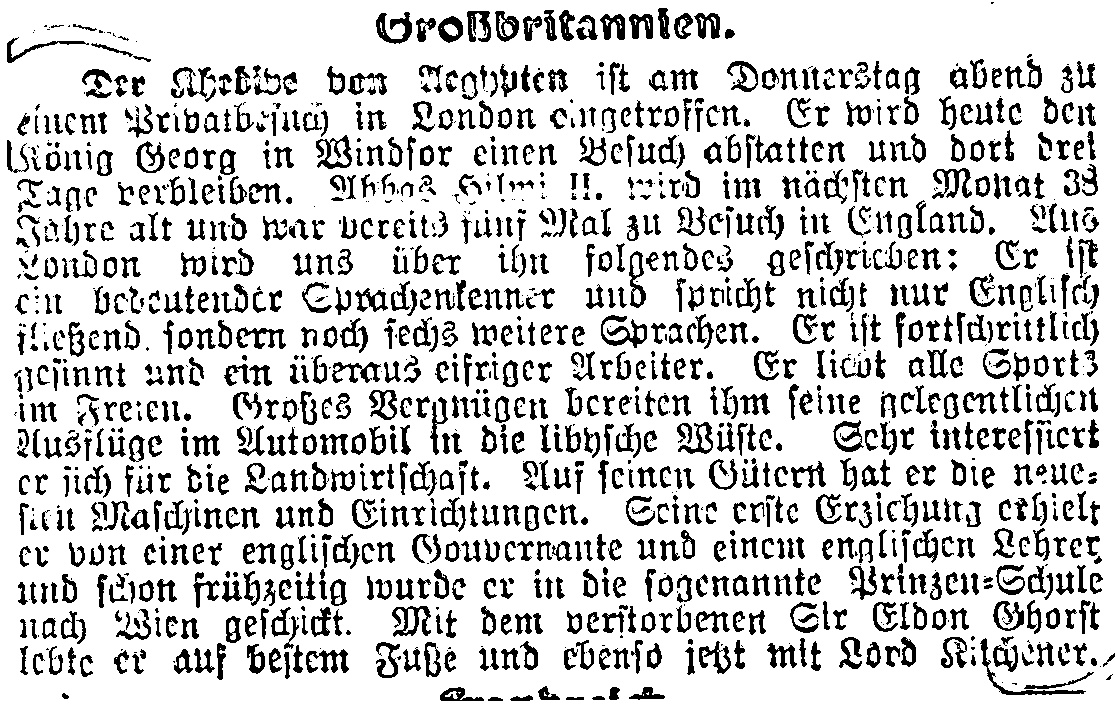 Großbritannien.
Der Khedive von Aegypten ist am Donnerstag abend zu
einem Privatbesuch in London eingetroffen. Er wird heute den
König Georg in Windsor einen Besuch abstatten und dort drei
Tage verbleiben. Abbas Hilmi II. wird im nächsten Monat 38
Jahre alt und war bereits fünf Mal zu Besuch in England. Aus
London wird uns über ihn folgendes geschrieben: Er ist
ein bedeutender Sprachenkenner und spricht nicht nur Englisch
fließend, sondern noch sechs weitere Sprachen. Er ist fortschrittlich
gesinnt und ein überaus eifriger Arbeiter. Er liebt alle Sports
im Freien. Großes Vergnügen bereiten ihm seine gelegentlichen
Ausflüge im Automobil in die libysche Wüste. Sehr interessiert
er sich für die Landwirtschaft. Auf seinen Gütern hat er die neue-
sten Maschinen und Einrichtungen. Seine erste Erziehung erhielt
er von einer englischen Gouvernante und einem englischen Lehrer
und schon frühzeitig wurde er in die sogenannte Prinzen-Schule
nach Wien geschickt. Mit dem verstorbenen Sir Eldon Ghorst
lebte er auf bestem Fuße und ebenso jetzt mit Lord Kitchener.